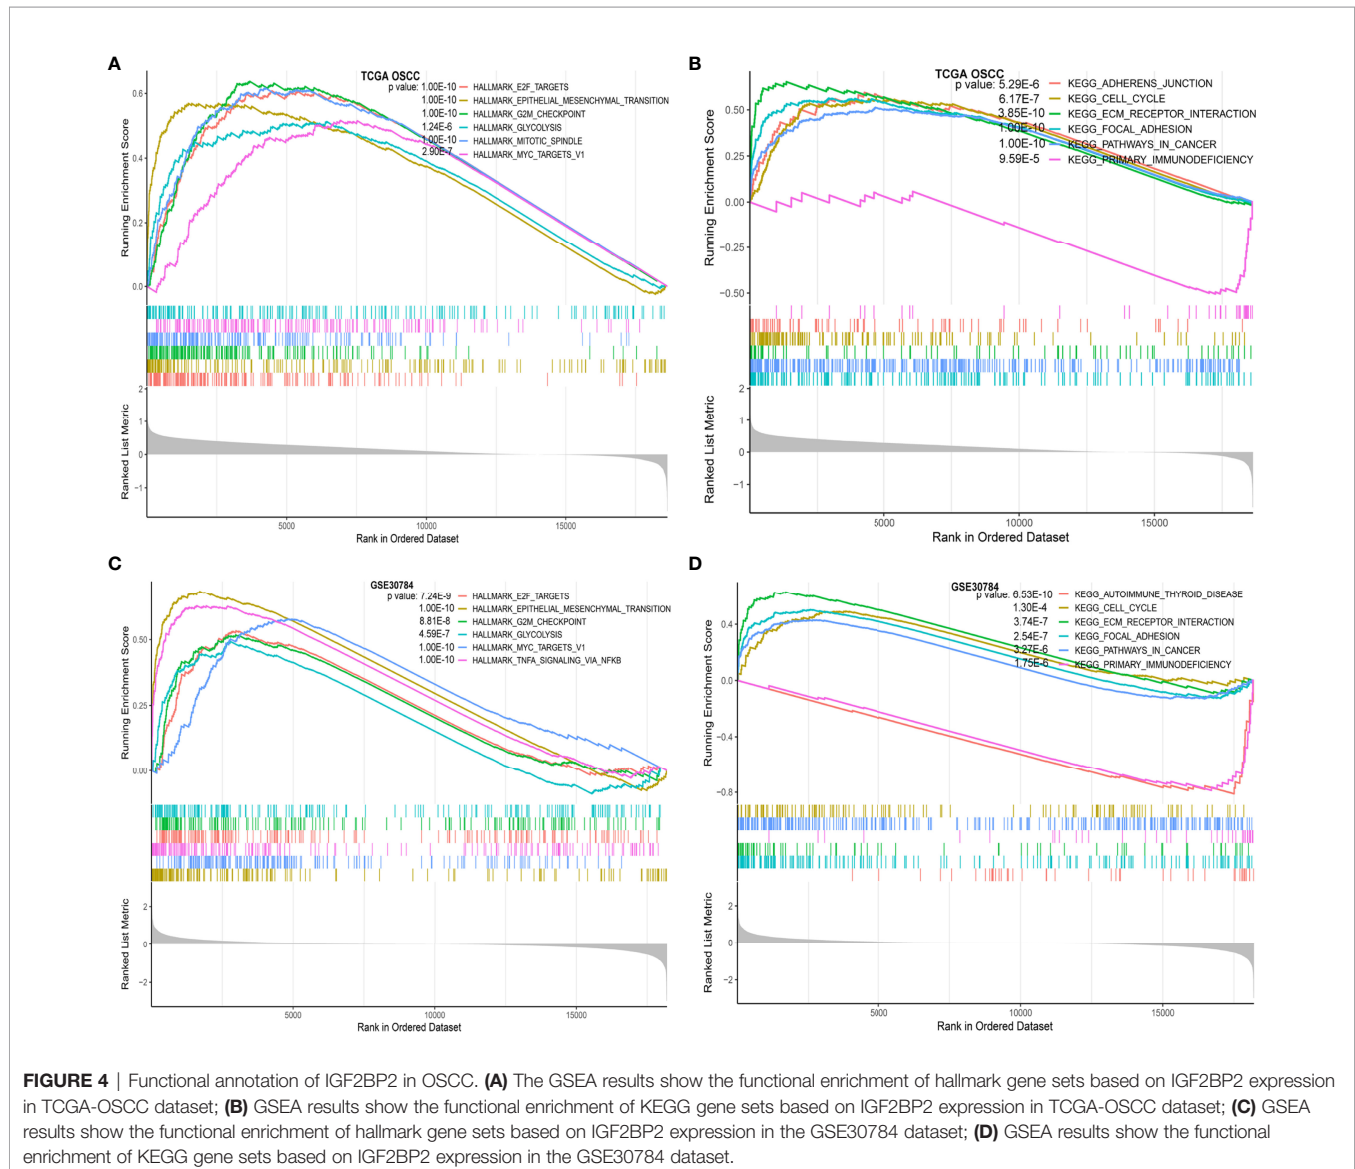 A
TCGA OSCC
p value: 1.00E-10 HALLMARK_E2F_TARGETS
1.00E-10 HALLMARK_EPITHELIAL_MESENCHYMAL_TRANSITION
1.00E-10 HALLMARK_G2M_CHECKPOINT
1.24E-6 HALLMARK_GLYCOLYSIS
1.00E-10 HALLMARK_MITOTIC_SPINDLE
2.90E-7 HALLMARK_MYC_TARGETS_V1
Running Enrichment Score
0.6
0.4
0.2
0.0
Ranked List Metric
2
1
0
−1
5000 10000 15000
Rank in Ordered Dataset
B
TCGA OSCC
p value: 5.29E-6 KEGG_ADHERENS_JUNCTION
6.17E-7 KEGG_CELL_CYCLE
3.85E-10 KEGG_ECM_RECEPTOR_INTERACTION
1.00E-10 KEGG_FOCAL_ADHESION
1.00E-10 KEGG_PATHWAYS_IN_CANCER
9.59E-5 KEGG_PRIMARY_IMMUNODEFICIENCY
Running Enrichment Score
0.50
0.25
0.00
−0.25
−0.50
Ranked List Metric
2
1
0
−1
5000 10000 15000
Rank in Ordered Dataset
C
GSE30784
p value: 7.24E-9 HALLMARK_E2F_TARGETS
1.00E-10 HALLMARK_EPITHELIAL_MESENCHYMAL_TRANSITION
8.81E-8 HALLMARK_G2M_CHECKPOINT
4.59E-7 HALLMARK_GLYCOLYSIS
1.00E-10 HALLMARK_MYC_TARGETS_V1
1.00E-10 HALLMARK_TNFA_SIGNALING_VIA_NFKB
Running Enrichment Score
0.50
0.25
0.00
Ranked List Metric
2
0
−2
5000 10000 15000
Rank in Ordered Dataset
D
GSE30784
p value: 6.53E-10 KEGG_AUTOIMMUNE_THYROID_DISEASE
1.30E-4 KEGG_CELL_CYCLE
3.74E-7 KEGG_ECM_RECEPTOR_INTERACTION
2.54E-7 KEGG_FOCAL_ADHESION
3.27E-6 KEGG_PATHWAYS_IN_CANCER
1.75E-6 KEGG_PRIMARY_IMMUNODEFICIENCY
Running Enrichment Score
0.4
0.0
−0.4
−0.8
Ranked List Metric
2
0
−2
5000 10000 15000
Rank in Ordered Dataset
FIGURE 4 | Functional annotation of IGF2BP2 in OSCC. (A) The GSEA results show the functional enrichment of hallmark gene sets based on IGF2BP2 expression
in TCGA-OSCC dataset; (B) GSEA results show the functional enrichment of KEGG gene sets based on IGF2BP2 expression in TCGA-OSCC dataset; (C) GSEA
results show the functional enrichment of hallmark gene sets based on IGF2BP2 expression in the GSE30784 dataset; (D) GSEA results show the functional
enrichment of KEGG gene sets based on IGF2BP2 expression in the GSE30784 dataset.